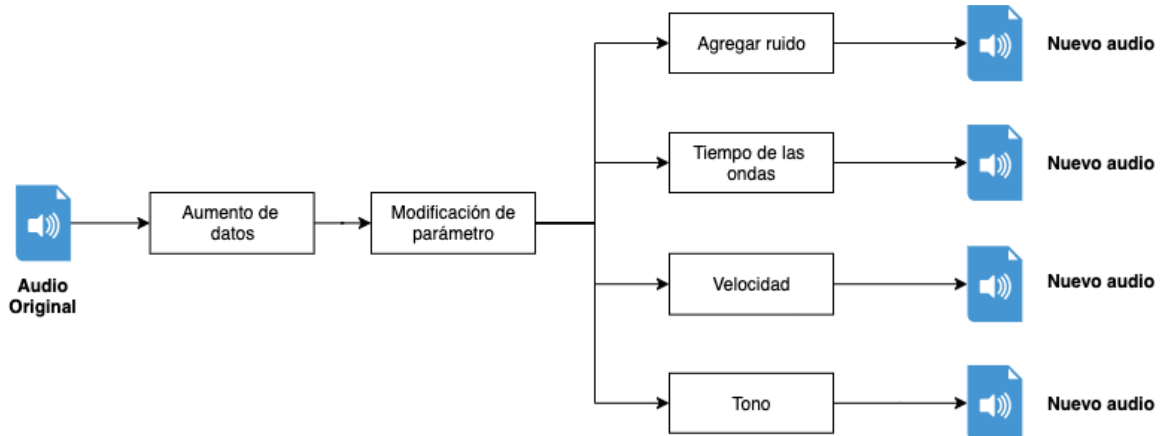 Audio
Original
Aumento de
datos
Modificación de
parámetro
Agregar ruido
Nuevo audio
Tiempo de las
ondas
Nuevo audio
Velocidad
Nuevo audio
Tono
Nuevo audio